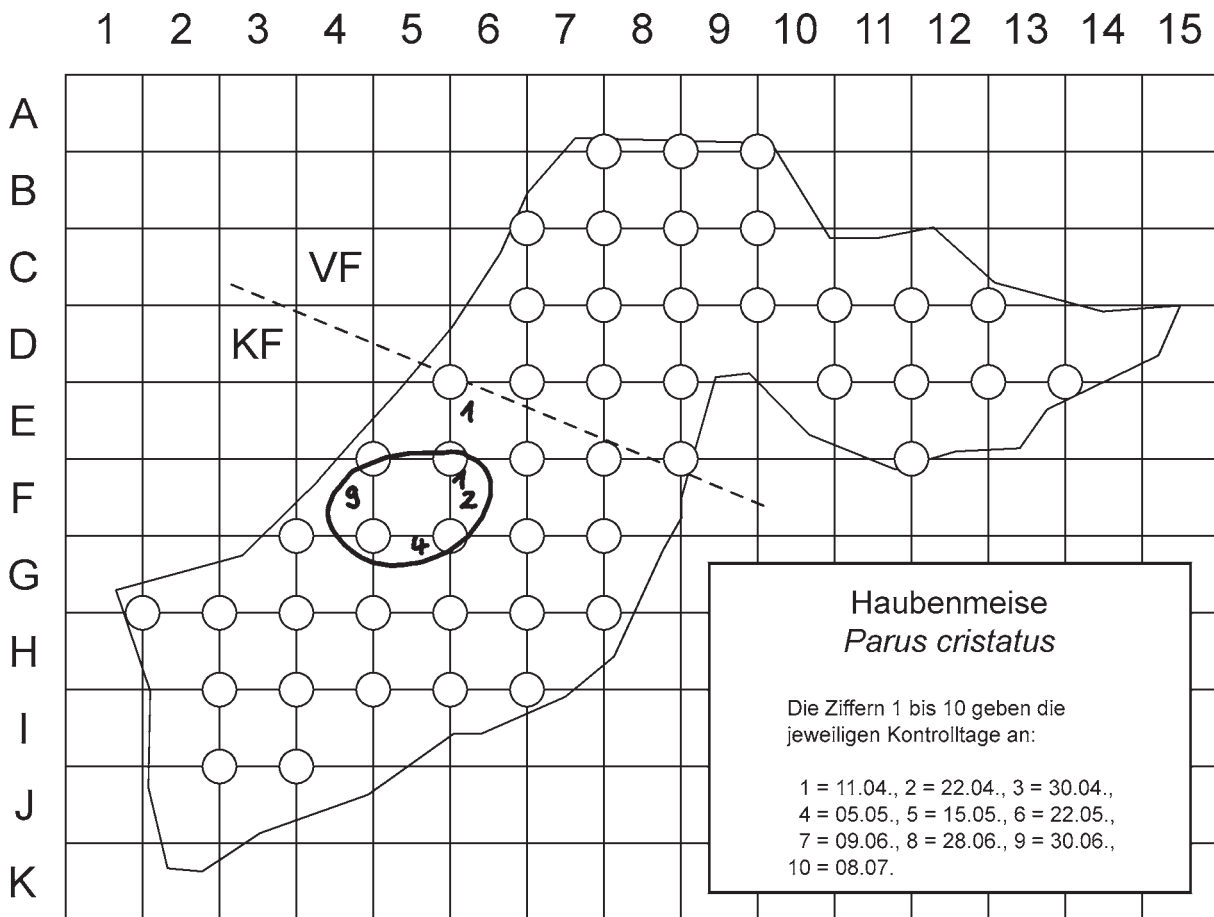 1 2 3 4 5 6 7 8 9 10 11 12 13 14 15
A
B
C
VF
D
KF
E
1
F
9
1
2
G
4
H
I
J
K
Haubenmeise
Parus cristatus
Die Ziffern 1 bis 10 geben die
jeweiligen Kontrolltage an:
1 = 11.04., 2 = 22.04., 3 = 30.04.,
4 = 05.05., 5 = 15.05., 6 = 22.05.,
7 = 09.06., 8 = 28.06., 9 = 30.06.,
10 = 08.07.